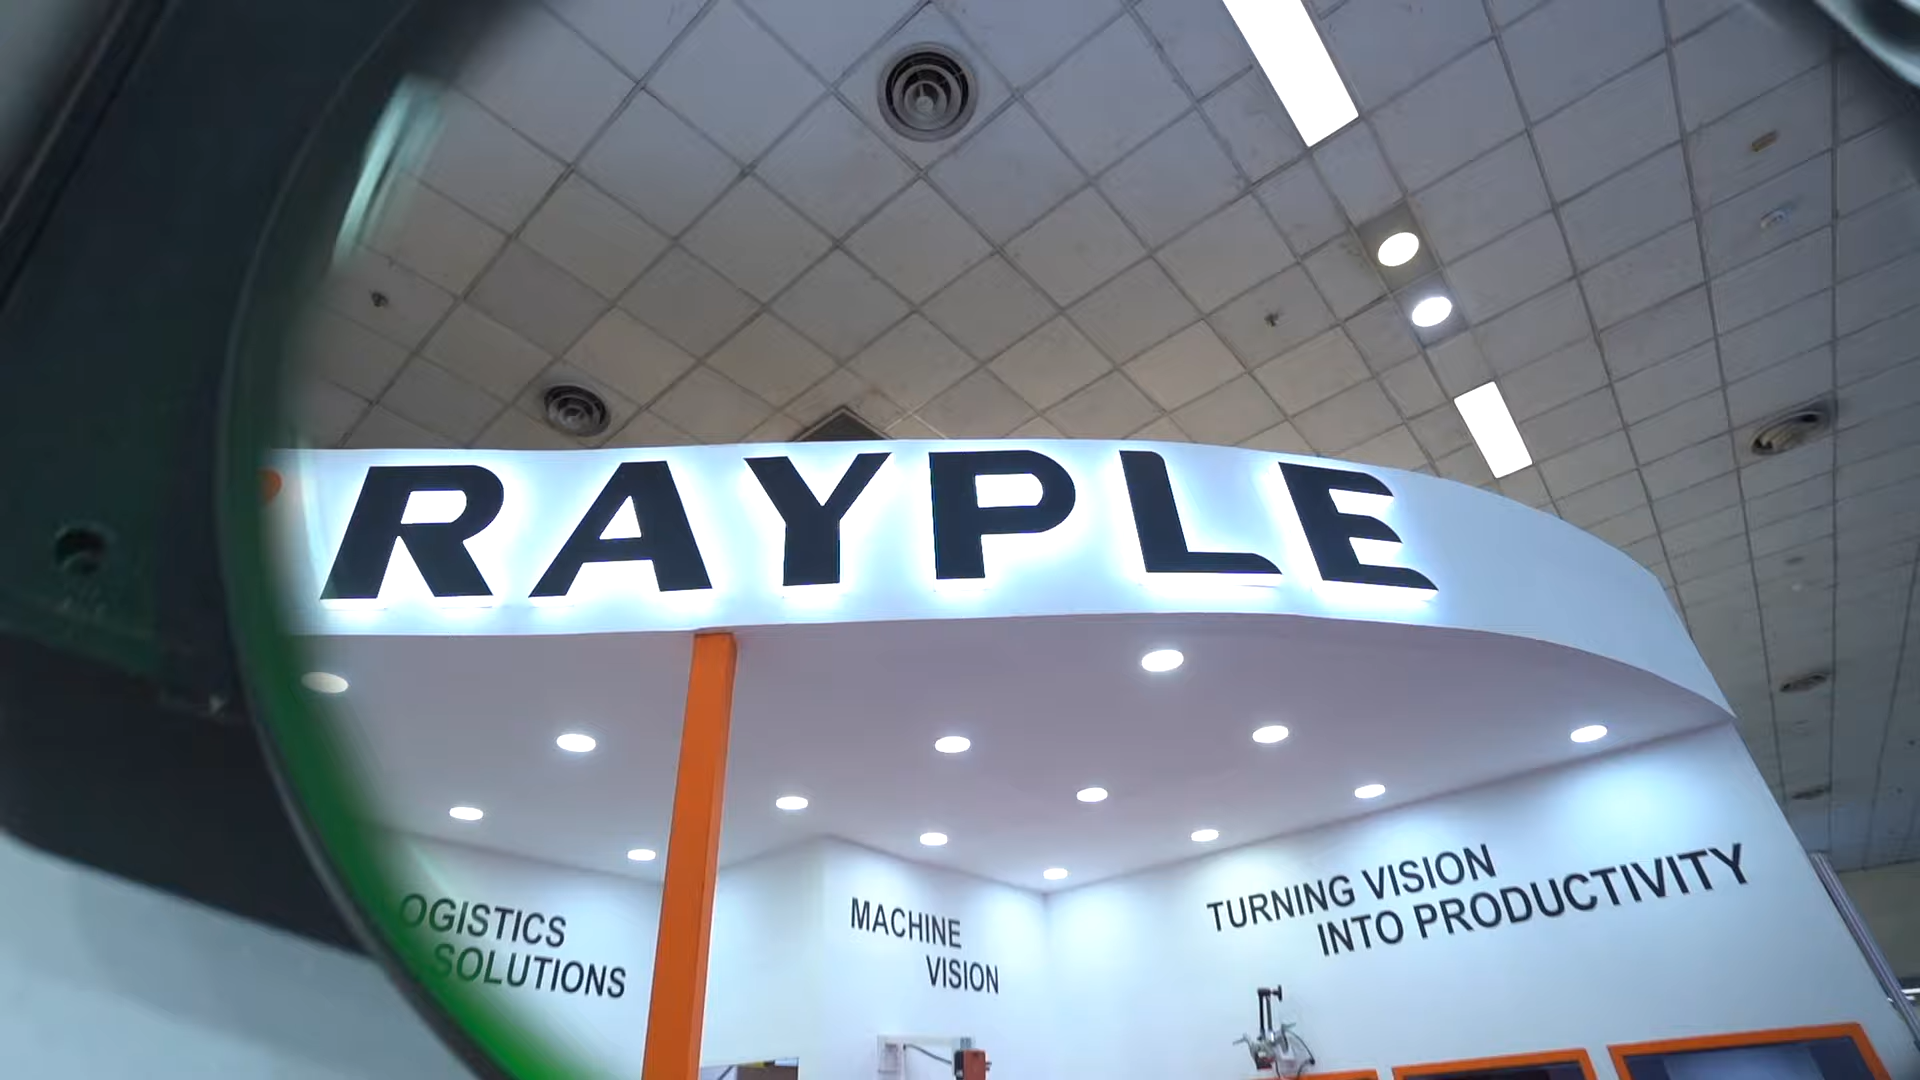 RAYPLE
OGISTICS
SOLUTIONS
MACHINE
VISION
TURNING VISION
INTO PRODUCTIVITY